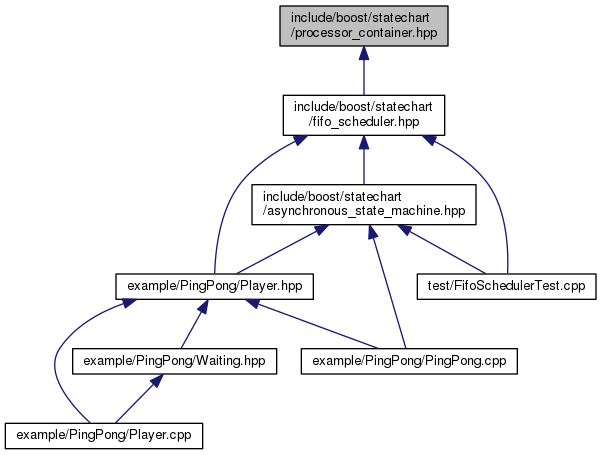 include/boost/statechart
/processor_container.hpp
include/boost/statechart
/fifo_scheduler.hpp
include/boost/statechart
/asynchronous_state_machine.hpp
example/PingPong/Player.hpp
test/FifoSchedulerTest.cpp
example/PingPong/Waiting.hpp
example/PingPong/PingPong.cpp
example/PingPong/Player.cpp